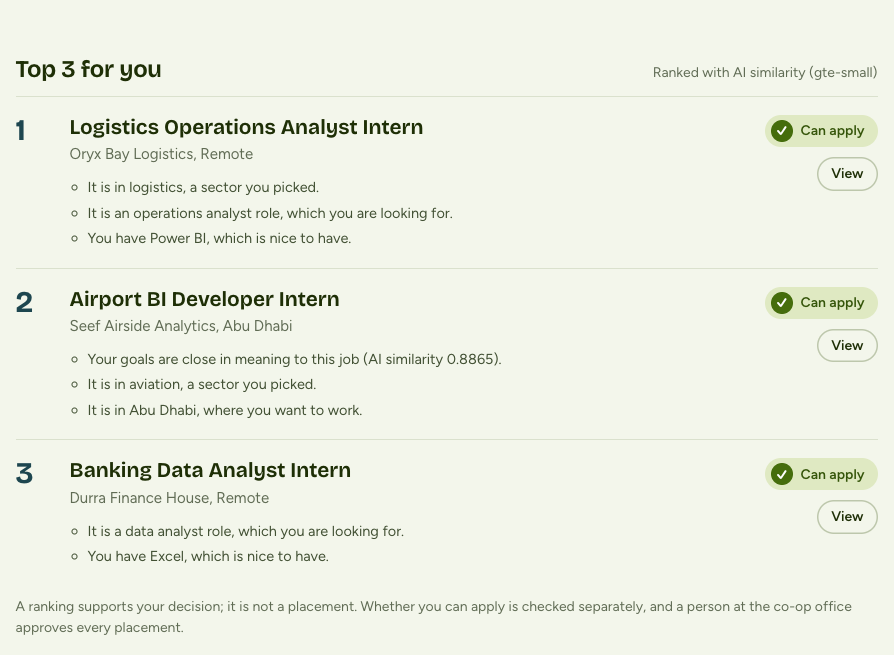 Top 3 for you
Ranked with AI similarity (gte-small)
1
Logistics Operations Analyst Intern
Can apply
Oryx Bay Logistics, Remote
View
It is in logistics, a sector you picked.
It is an operations analyst role, which you are looking for.
You have Power BI, which is nice to have.
2
Airport BI Developer Intern
Can apply
Seef Airside Analytics, Abu Dhabi
View
Your goals are close in meaning to this job (AI similarity 0.8865).
It is in aviation, a sector you picked.
It is in Abu Dhabi, where you want to work.
3
Banking Data Analyst Intern
Can apply
Durra Finance House, Remote
View
It is a data analyst role, which you are looking for.
You have Excel, which is nice to have.
A ranking supports your decision; it is not a placement. Whether you can apply is checked separately, and a person at the co-op office
approves every placement.